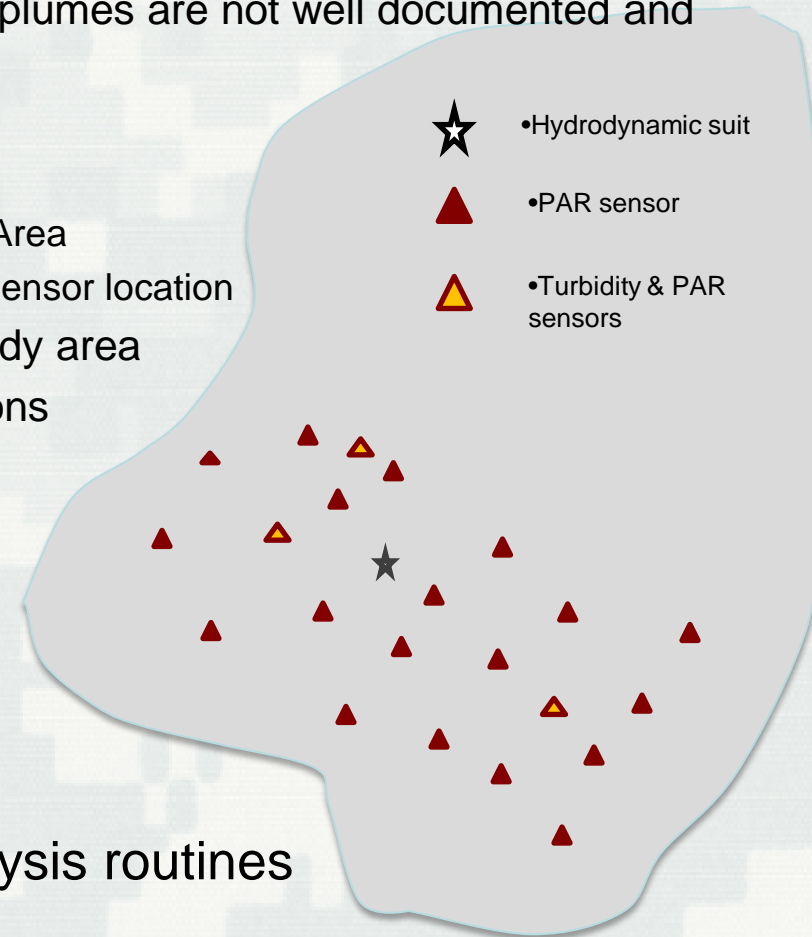 plumes are not well documented and
•Hydrodynamic suit
•PAR sensor
Area
ensor location
•Turbidity & PAR
sensors
dy area
ons
ysis routines